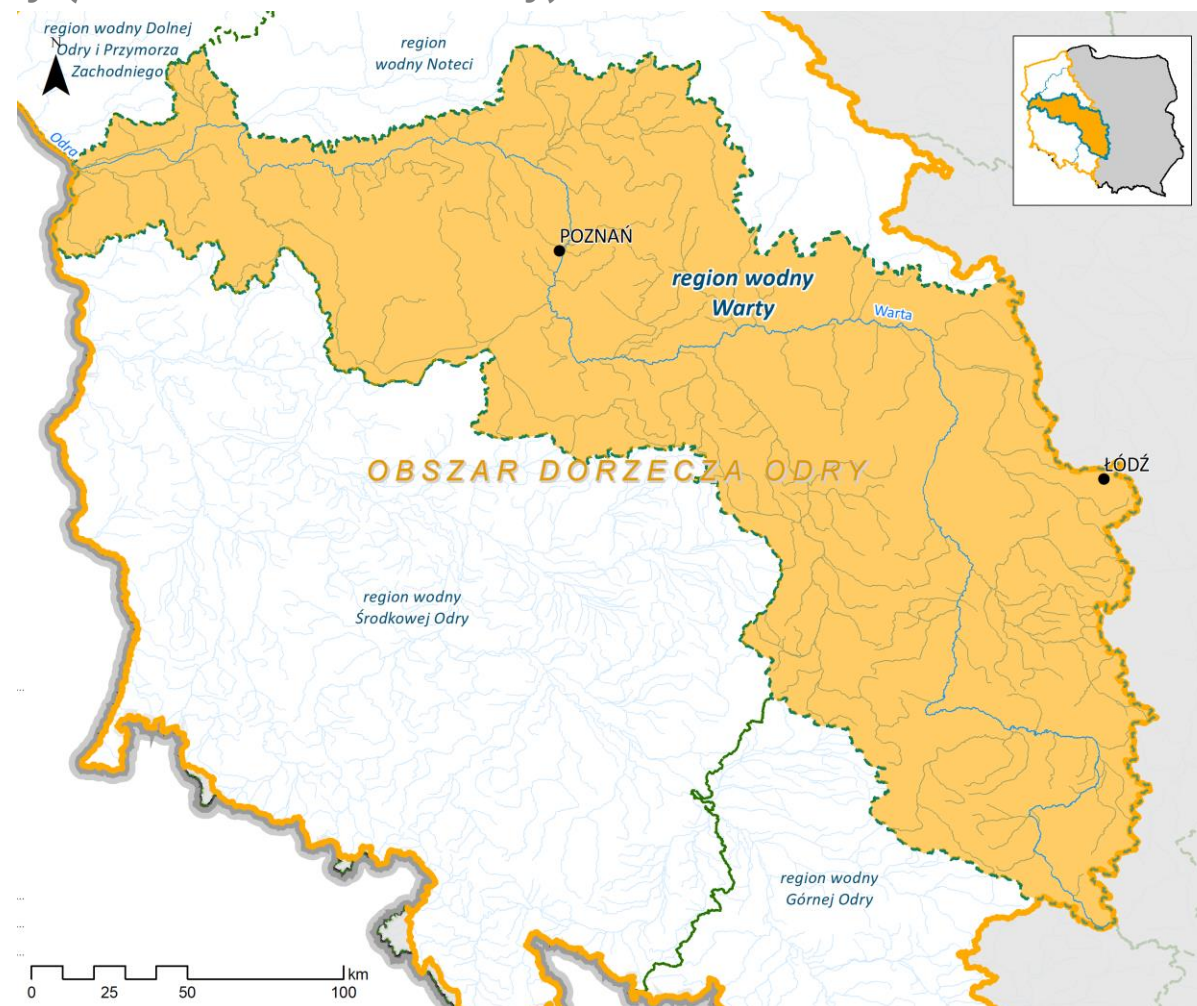 region wodny Dolnej
Odry i Przymorza
Zachodniego
N
region
wodny Noteci
Odra
POZNAŃ
region wodny
Warty
Warta
OBSZAR DORZECZA ODRY
ŁÓDŹ
region wodny
Środkowej Odry
region wodny
Górnej Odry
...
...
...
...
km
0 25 50 100